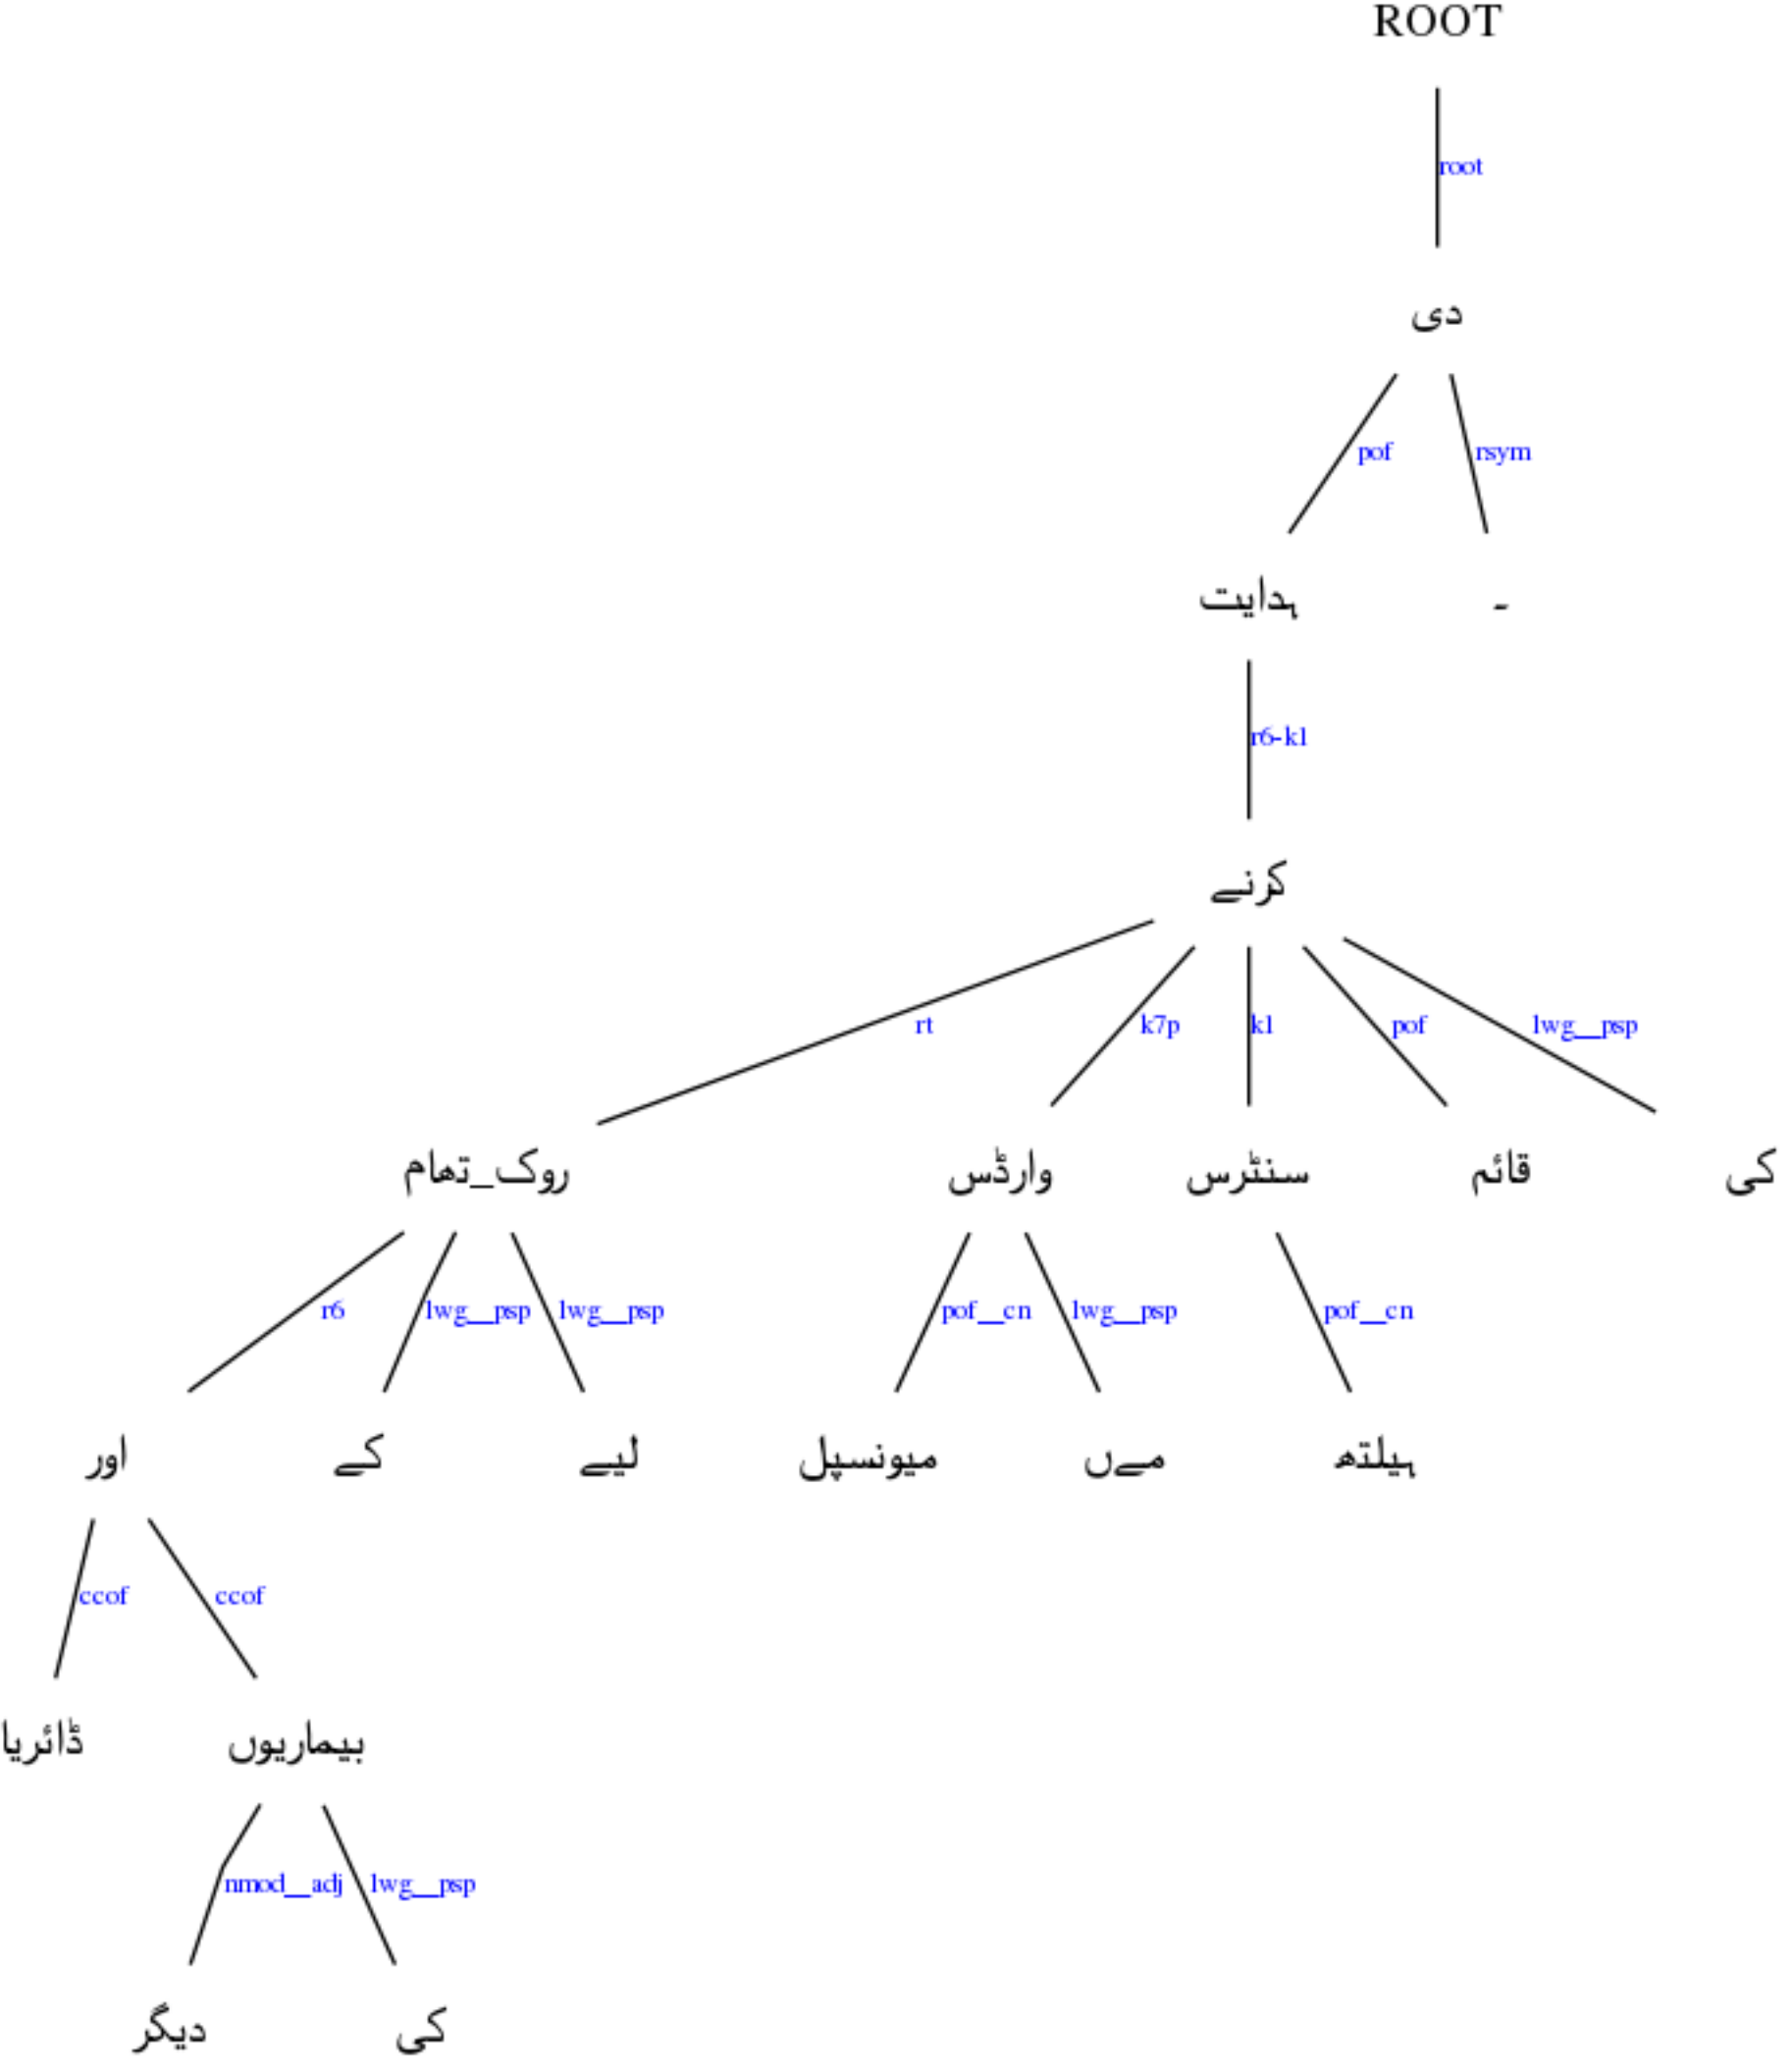 ROOT
root
دی
pof rsym
ہدایت ۔
r6-k1
کرنے
rt k7p k1 pof lwg__psp
روک_تھام وارڈس سنٹرس قائم کی
r6 lwg__psp lwg__psp pof__cn lwg__psp pof__cn
اور کے لیے میونسپل مےں ہیلتھ
ccof ccof
ڈائریا بیماریوں
nmod__adj lwg__psp
دیگر کی